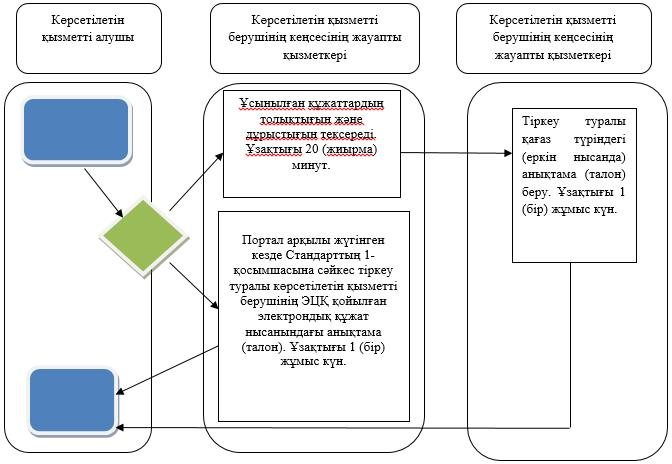 Көрсетілетін
қызметті алушы
Көрсетілетін қызметті
берушінің кеңсесінің жауапты
қызметкері
Көрсетілетін қызметті
берушінің кеңсесінің
жауапты қызметкері
Ұсынылған құжаттардың
толықтығын және
дұрыстығын тексереді.
Ұзақтығы 20 (жиырма)
минут.
Тіркеу туралы
қағаз түріндегі
(еркін нысанда)
анықтама (талон)
беру. Ұзақтығы 1
(бір) жұмыс күн.
Портал арқылы жүгінген
кезде Стандарттың 1-
қосымшасына сәйкес тіркеу
туралы көрсетілетін қызметті
берушінің ЭЦҚ қойылған
электрондық құжат
нысанындағы анықтама
(талон). Ұзақтығы 1 (бір)
жұмыс күн.